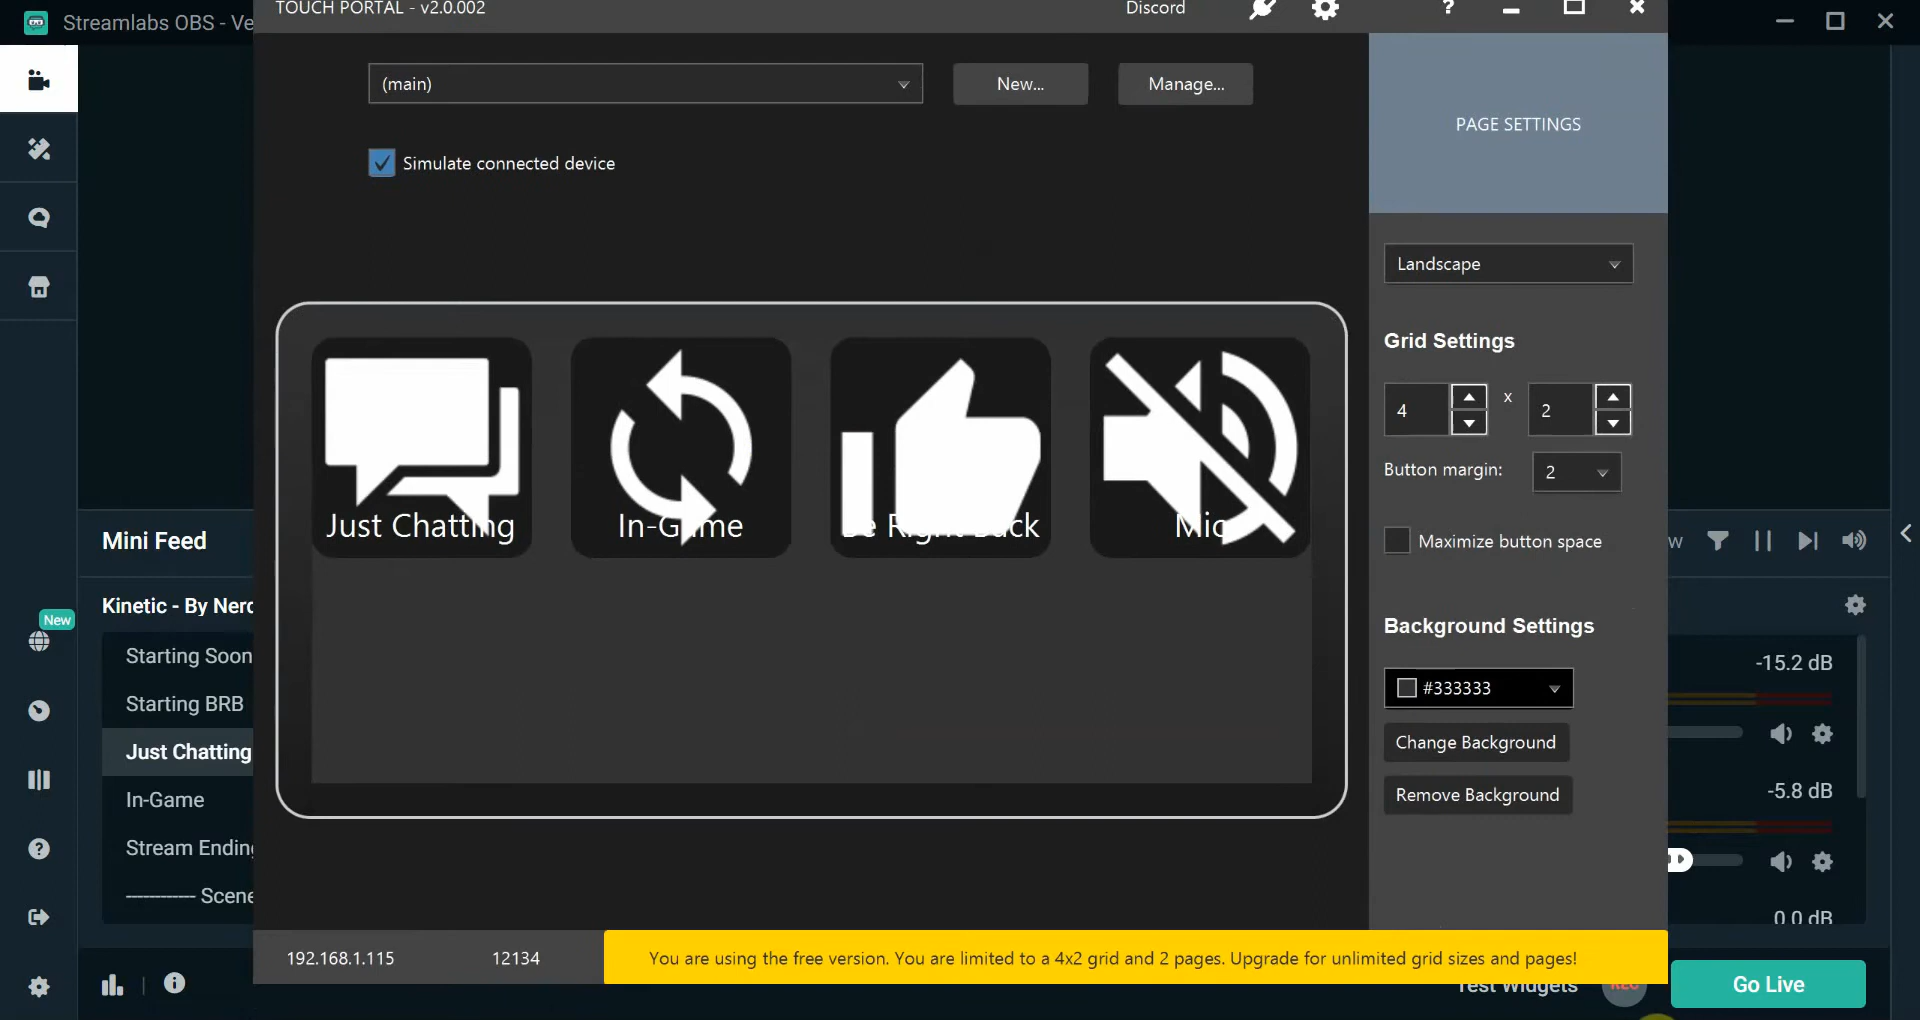 Streamlabs OBS - Ve
TOUCH PORTAL - v2.0.002
Discord
?
(main)
New...
Manage...
Simulate connected device
PAGE SETTINGS
Landscape
Grid Settings
4 x 2
Button margin: 2
Maximize button space
Background Settings
#333333
Change Background
Remove Background
Just Chatting
In-Game
Be Right Back
Mic
Mini Feed
w
Kinetic - By Nerd
New
Starting Soon
Starting BRB
Just Chatting
In-Game
Stream Ending
------------ Scene
-15.2 dB
-5.8 dB
0.0 dB
192.168.1.115
12134
You are using the free version. You are limited to a 4x2 grid and 2 pages. Upgrade for unlimited grid sizes and pages!
Test Widgets
REC
Go Live